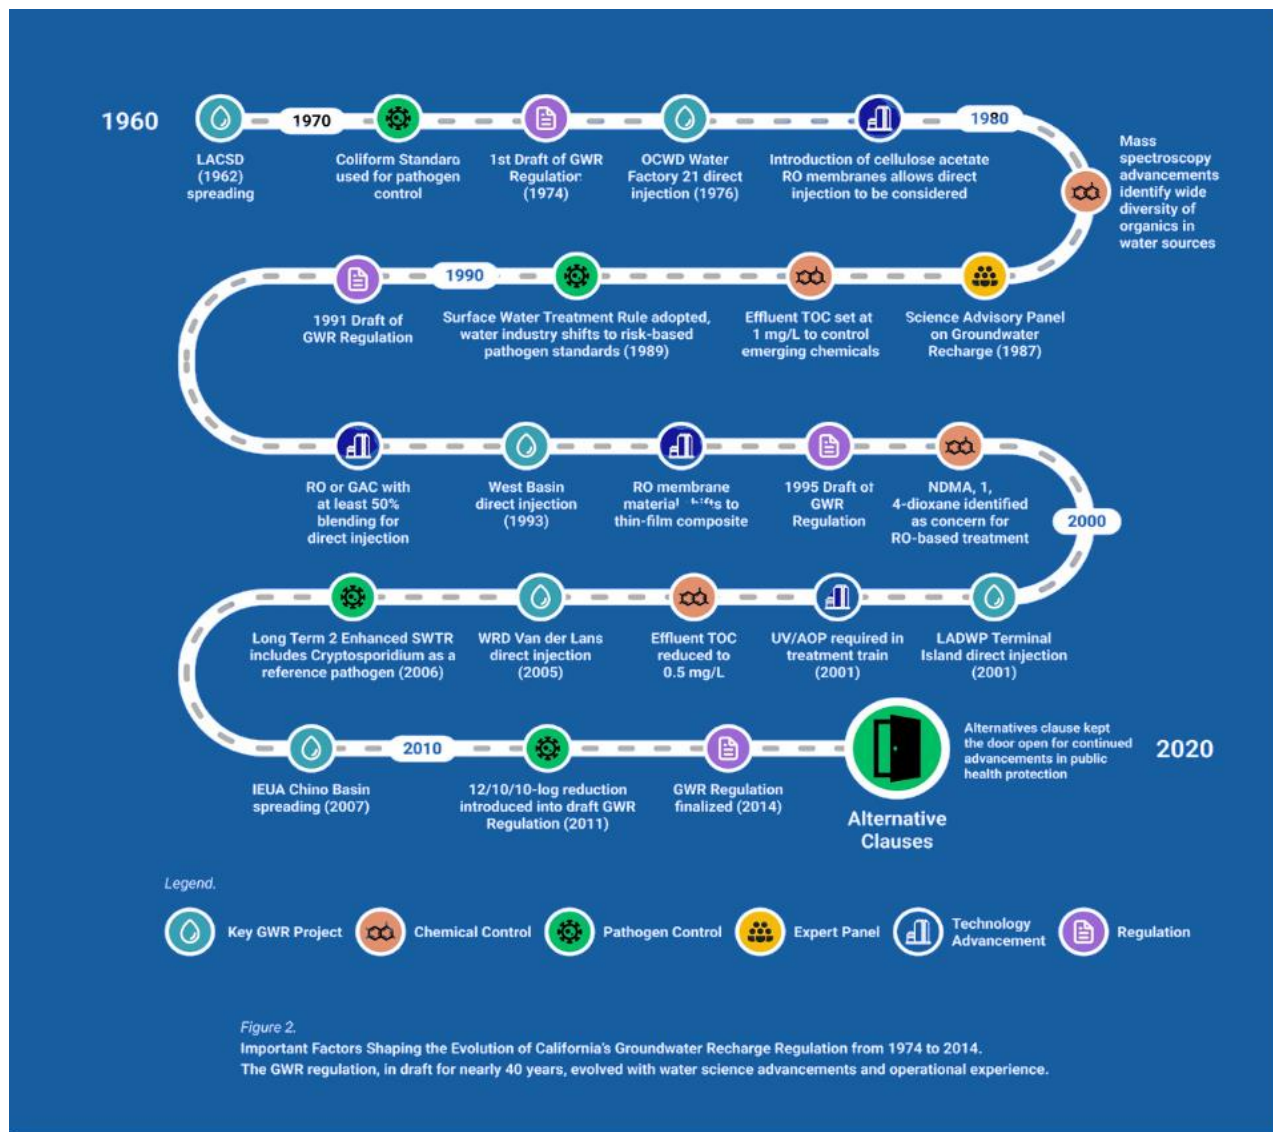 1960
1970
1980
LACSD
(1962)
spreading
Coliform Standard
used for pathogen
control
1st Draft of GWR
Regulation
(1974)
OCWD Water
Factory 21 direct
injection (1976)
Introduction of cellulose acetate
RO membranes allows direct
injection to be considered
Mass
spectroscopy
advancements
identify wide
diversity of
organics in
water sources
1990
1991 Draft of
GWR Regulation
Surface Water Treatment Rule adopted,
water industry shifts to risk-based
pathogen standards (1989)
Effluent TOC set at
1 mg/L to control
emerging chemicals
Science Advisory Panel
on Groundwater
Recharge (1987)
RO or GAC with
at least 50%
blending for
direct injection
West Basin
direct injection
(1993)
RO membrane
material shifts to
thin-film composite
1995 Draft of
GWR
Regulation
NDMA, 1,
4-dioxane identified
as concern for
RO-based treatment
2000
Long Term 2 Enhanced SWTR
includes Cryptosporidium as a
reference pathogen (2006)
WRD Van der Lans
direct injection
(2005)
Effluent TOC
reduced to
0.5 mg/L
UV/AOP required in
treatment train
(2001)
LADWP Terminal
Island direct injection
(2001)
2010
IEUA Chino Basin
spreading (2007)
12/10/10-log reduction
introduced into draft GWR
Regulation (2011)
GWR Regulation
finalized (2014)
Alternative
Clauses
Alternatives clause kept
the door open for continued
advancements in public
health protection
2020
Legend.
Key GWR Project
Chemical Control
Pathogen Control
Expert Panel
Technology
Advancement
Regulation
Figure 2.
Important Factors Shaping the Evolution of California's Groundwater Recharge Regulation from 1974 to 2014.
The GWR regulation, in draft for nearly 40 years, evolved with water science advancements and operational experience.